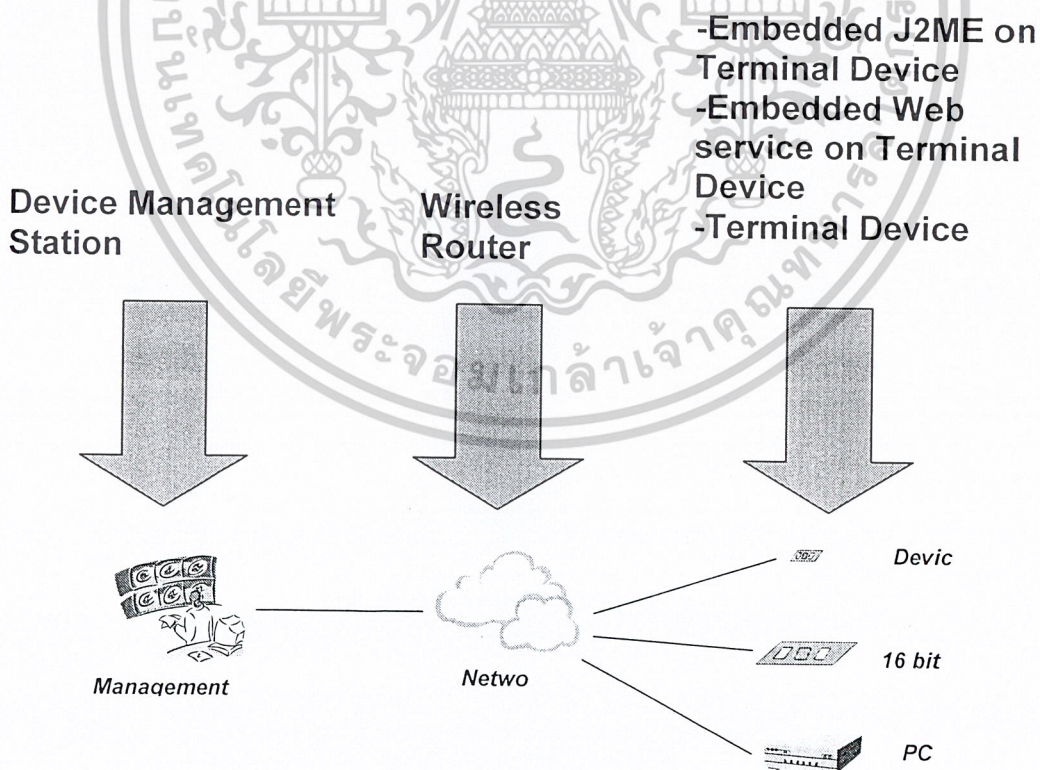 -Embedded J2ME on
Terminal Device
-Embedded Web
service on Terminal
Device
-Terminal Device
Device Management
Station
Wireless
Router
Management
Netwo
Devic
16 bit
PC